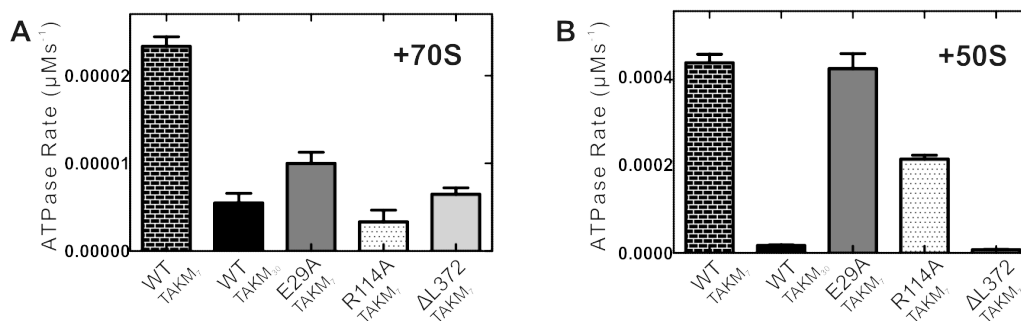 A
+70S
ATPase Rate (µMs⁻¹)
0.00002
0.00001
0.00000
WT
TAKM₇
WT
TAKM₃₀
E29A
TAKM₇
R114A
TAKM₇
ΔL372
TAKM₇
B
+50S
ATPase Rate (µMs⁻¹)
0.0004
0.0002
0.0000
WT
TAKM₇
WT
TAKM₃₀
E29A
TAKM₇
R114A
TAKM₇
ΔL372
TAKM₇